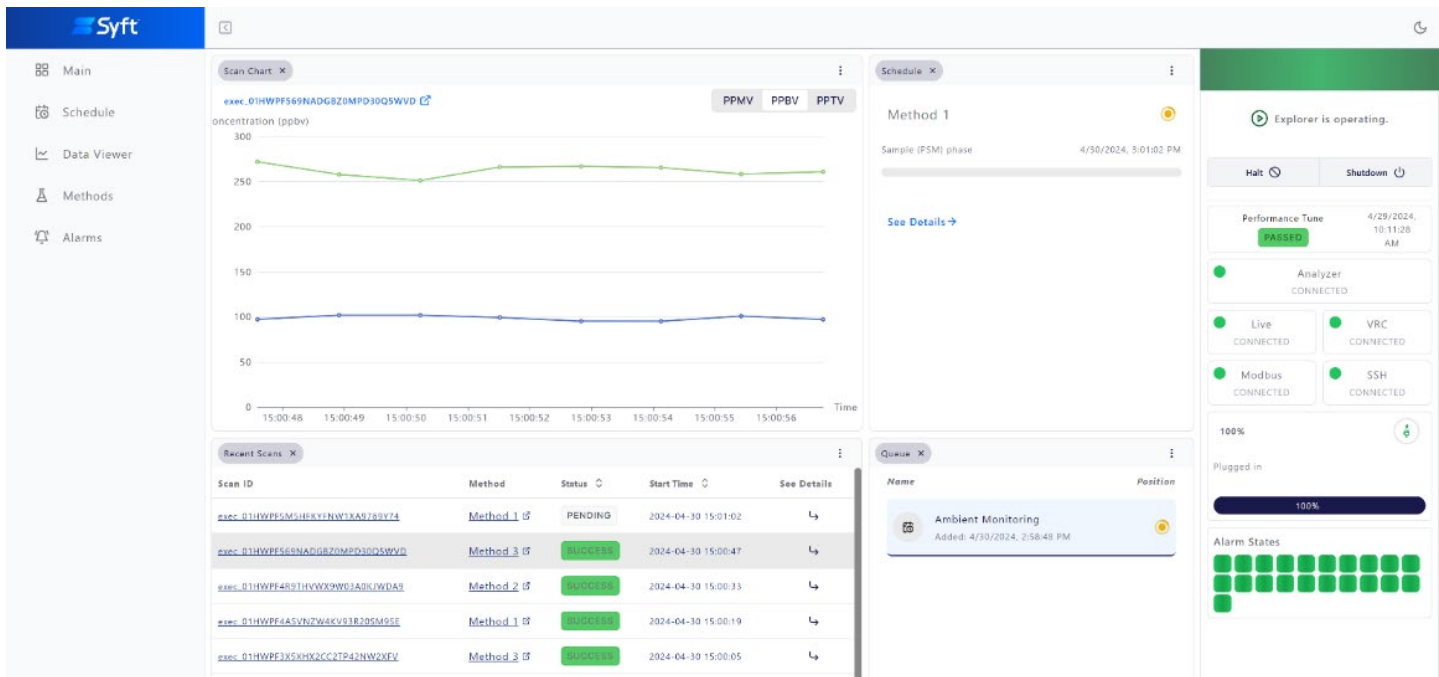 Syft
Main
Schedule
Data Viewer
Methods
Alarms
Scan Chart ×
exec_01HWPF569NADGBZ0MPD30Q5WVD
PPMV PPBV PPTV
oncentration (ppbv)
300
250
200
150
100
50
0
Time
15:00:48 15:00:49 15:00:50 15:00:51 15:00:52 15:00:53 15:00:54 15:00:55 15:00:56
Schedule ×
Method 1
Sample (PSM) phase 4/30/2024, 3:01:02 PM
See Details
Explorer is operating.
Halt Shutdown
Performance Tune 4/29/2024,
10:11:28
PASSED
AM
Analyzer
CONNECTED
Live VRC
CONNECTED CONNECTED
Modbus SSH
CONNECTED CONNECTED
100%
Plugged in
100%
Alarm States
Recent Scans ×
Scan ID Method Status Start Time See Details
Method 1 PENDING 2024-04-30 15:01:02
exec_01HWPF569NADGBZ0MPD30Q5WVD Method 3 SUCCESS 2024-04-30 15:00:47
exec_01HWPF4R9THVWX9W03A0KJWDA9 Method 2 SUCCESS 2024-04-30 15:00:33
exec_01HWPF4ASVNZW4KV93R20SM9SE Method 1 SUCCESS 2024-04-30 15:00:19
exec_01HWPF3X5XHX2CC2TP42NW2XFV Method 3 SUCCESS 2024-04-30 15:00:05
Queue ×
Name Position
Ambient Monitoring
Added: 4/30/2024, 2:58:48 PM